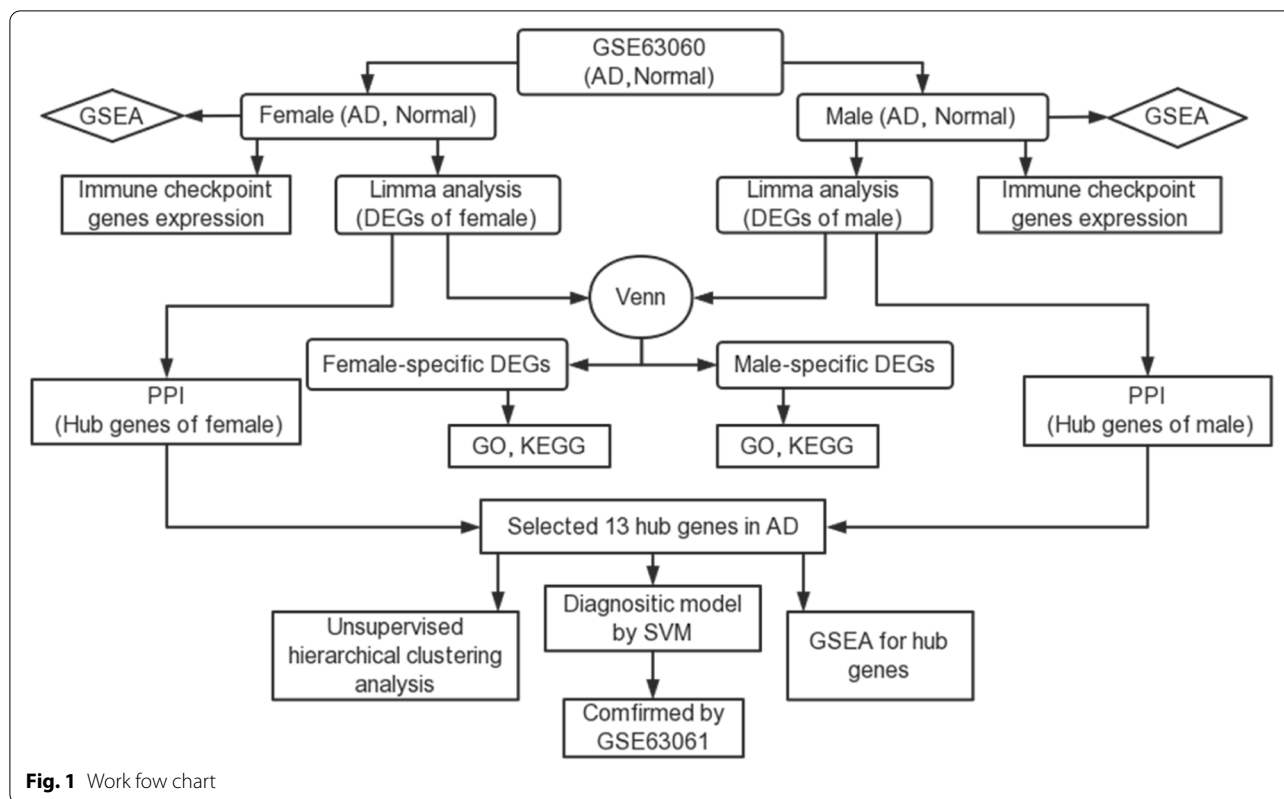 GSE63060
(AD,Normal)
GSEA
Female (AD, Normal)
Male (AD, Normal)
GSEA
Immune checkpoint
genes expression
Limma analysis
(DEGs of female)
Limma analysis
(DEGs of male)
Immune checkpoint
genes expression
Venn
Female-specific DEGs
Male-specific DEGs
PPI
(Hub genes of female)
GO, KEGG
GO, KEGG
PPI
(Hub genes of male)
Selected 13 hub genes in AD
Unsupervised
hierarchical clustering
analysis
Diagnositic model
by SVM
GSEA for hub
genes
Comfirmed by
GSE63061
Fig. 1 Work fow chart